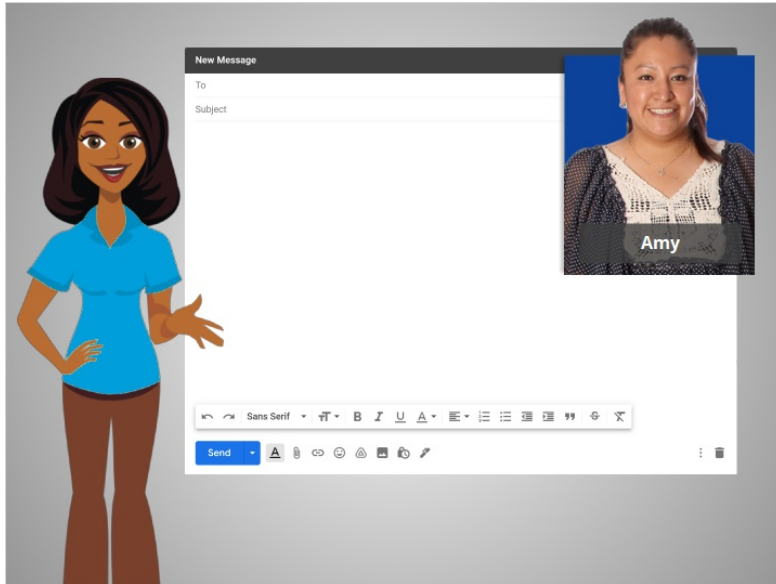 New Message
To
Subject
Amy
Sans Serif
B I U A
Send A